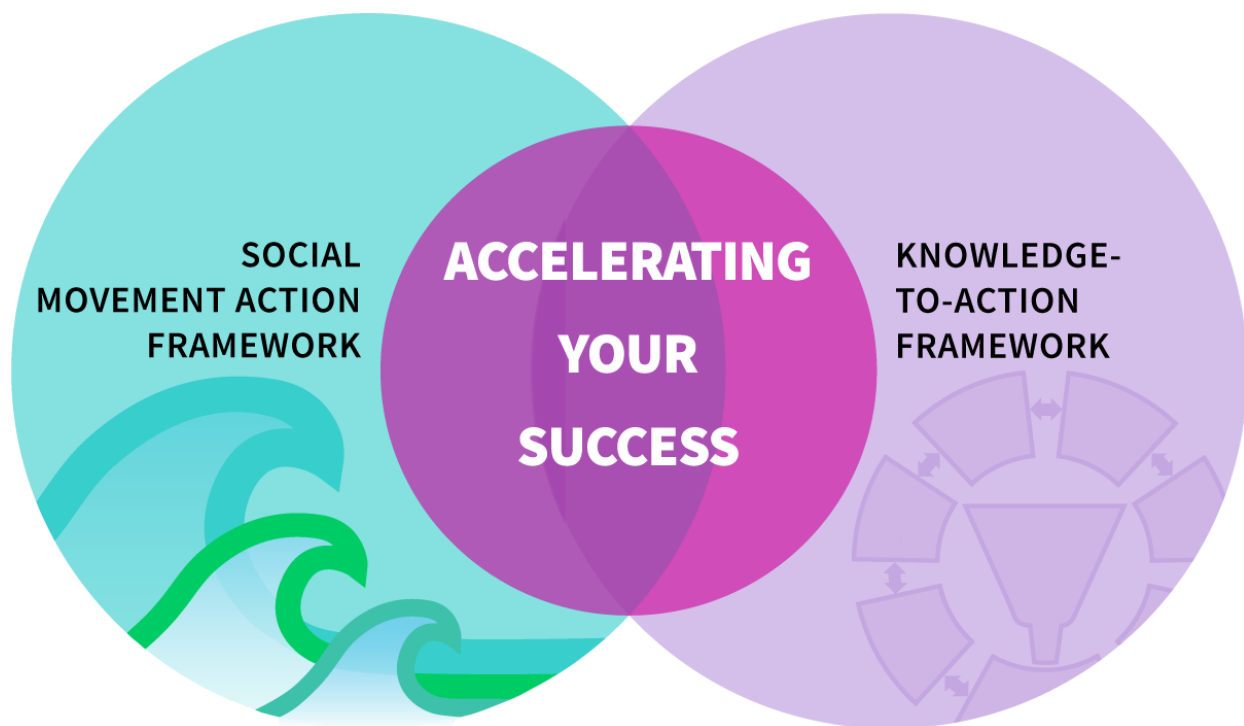 SOCIAL
MOVEMENT ACTION
FRAMEWORK
ACCELERATING
YOUR
SUCCESS
KNOWLEDGE-
TO-ACTION
FRAMEWORK